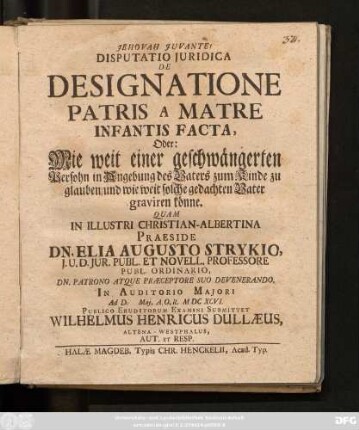 JEHOVAH JUVANTE!
DISPUTATIO JURIDICA
DE
DESIGNATIONE
PATRIS A MATRE
INFANTIS FACTA,
Oder:
Wie weit einer geschwängerten
Persohn in Angebung des Vaters zum Kinde zu
glauben; und wie weit solche gedachten Vater
graviren könne.
QUAM
IN ILLUSTRI CHRISTIAN-ALBERTINA
PRAESIDE
DN. ELIA AUGUSTO STRYKIO,
J. U. D. JUR. PUBL. ET NOVELL. PROFESSORE
PUBL. ORDINARIO,
DN. PATRONO ATQUE PRÆCEPTORE SUO DEVENERANDO,
IN AUDITORIO MAJORI
Ad D. Maj. A.O.R. M DC XCVI.
PUBLICO ERUDITORUM EXAMINI SUBMITTET
WILHELMUS HENRICUS DULLÆUS,
ALTENA-WESTPHALUS,
AUT. ET RESP.
HALÆ MAGDEB. Typis CHR. HENCKELII, Acad. Typ.
DFG